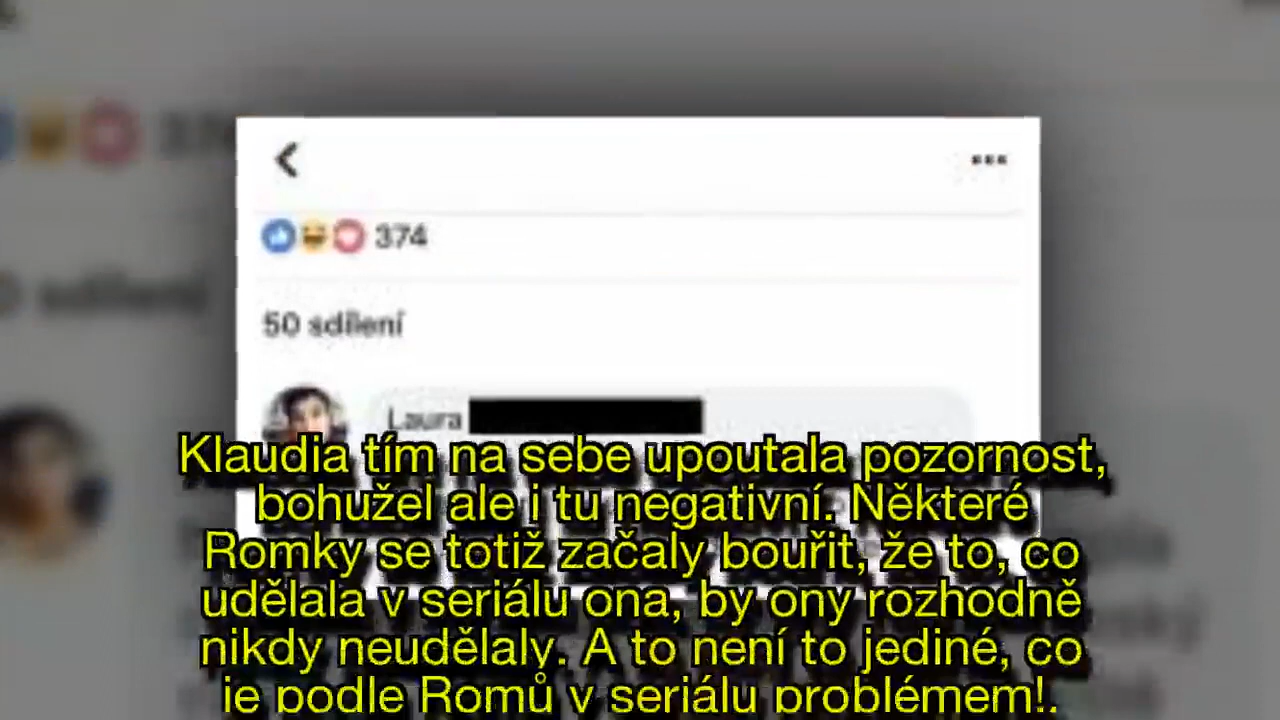 374
50 sdílení
Laura
Klaudia tím na sebe upoutala pozornost,
bohužel ale i tu negativní. Některé
Romky se totiž začaly bouřit, že to, co
udělala v seriálu ona, by ony rozhodně
nikdy neudělaly. A to není to jediné, co
je podle Romů v seriálu problémem!.